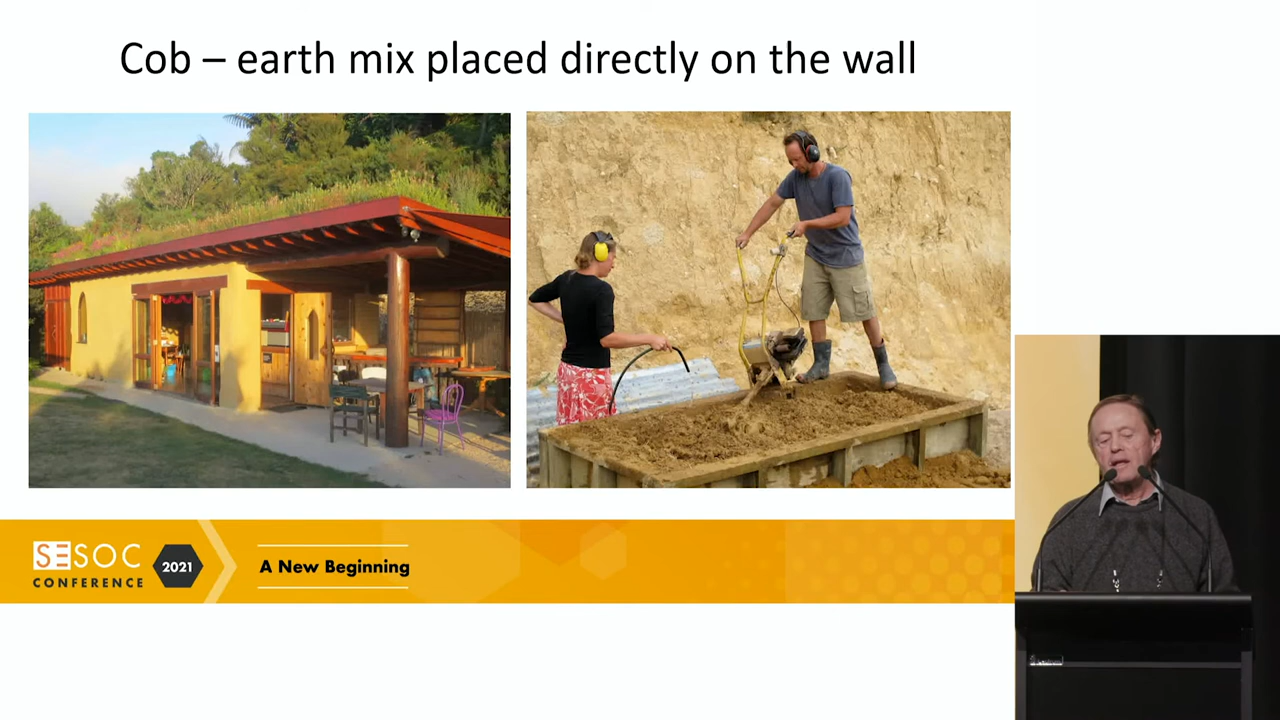 Cob – earth mix placed directly on the wall
SESOC
CONFERENCE
2021
A New Beginning